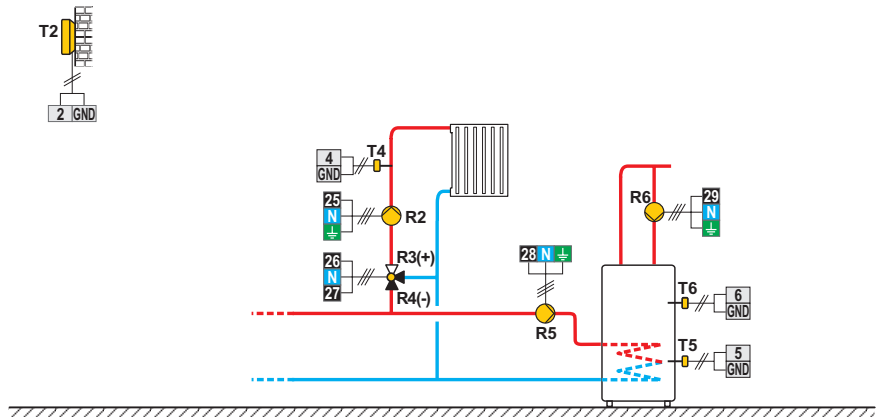 T2
2 GND
4
GND
T4
25
N
R2
26
N
27
R3(+)
R4(-)
28 N
R5
R6
29
N
T6
6
GND
T5
5
GND